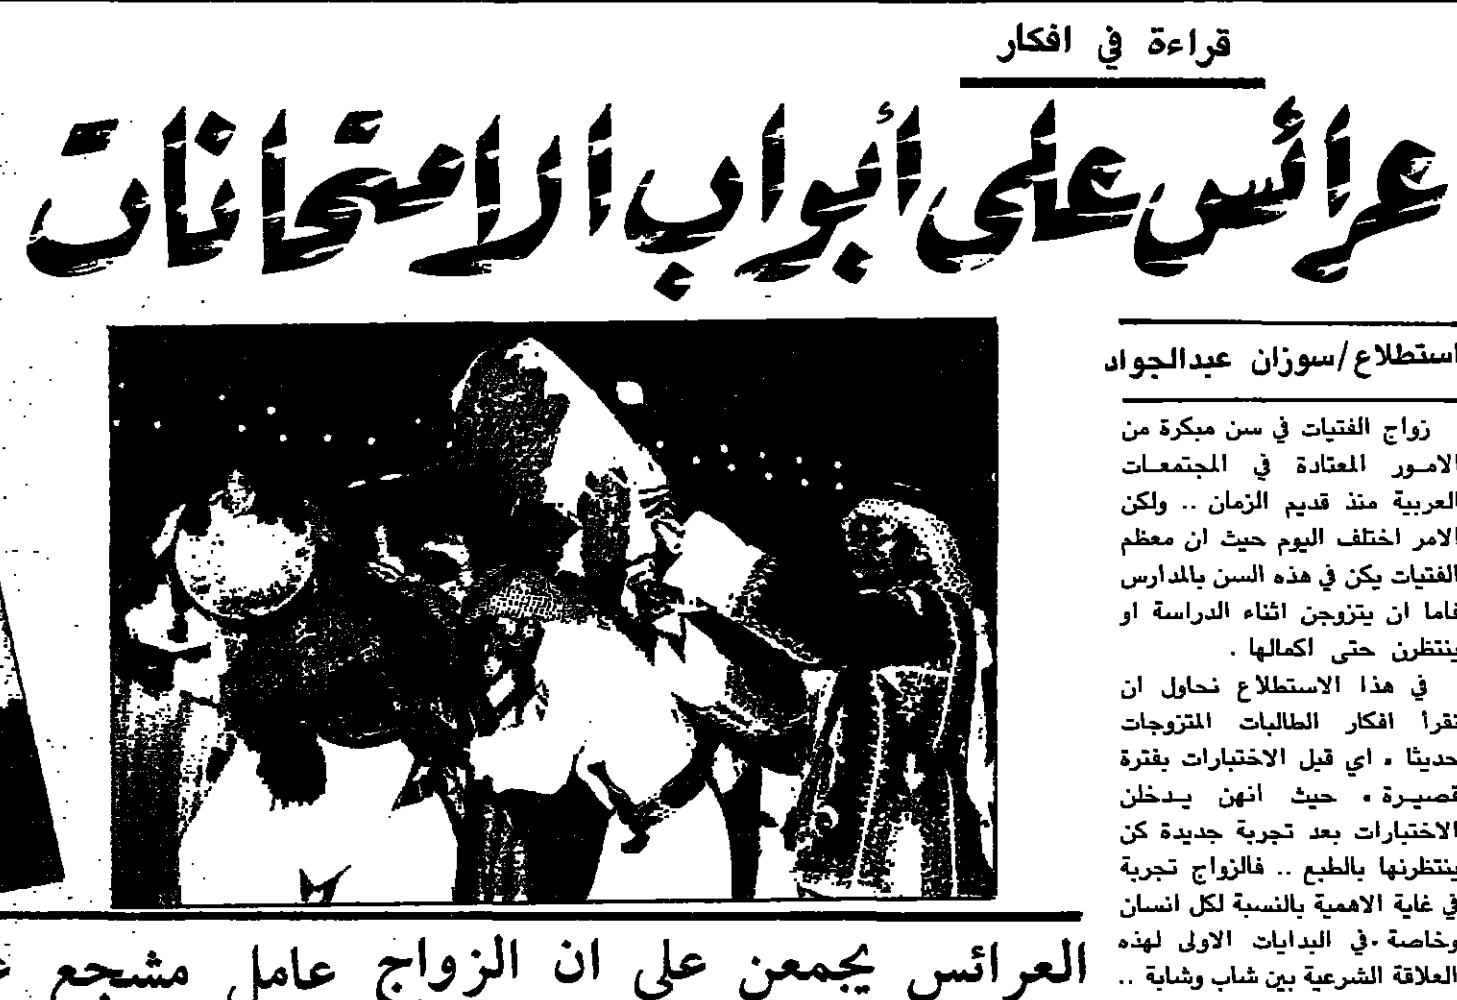 قراءة في افكار
عرائس على أبواب الامتحانات
استطلاع/سوزان عبدالجواد
زواج الفتيات في سن مبكرة من
الامـور المعتادة في المجتمعـات
العربية منذ قديم الزمان .. ولكن
الامر اختلف اليوم حيث ان معظم
الفتيات يكن في هذه السن بالمدارس
فاما ان يتزوجن اثناء الدراسة او
ينتظرن حتى اكمالها .
في هذا الاستطلاع نحاول ان
نقرأ افكار الطالبات المتزوجات
حديثا ، اي قبل الاختبارات بفترة
قصيـرة ، حيث انهن يـدخلن
الاختبارات بعد تجربة جديدة كن
ينتظرنها بالطبع .. فالزواج تجربة
في غاية الاهمية بالنسبة لكل انسان
وخاصة ، في البدايات الاولى لهذه
العلاقة الشرعية بين شاب وشابة ..
العرائس يجمعن على ان الزواج عامل مشجع